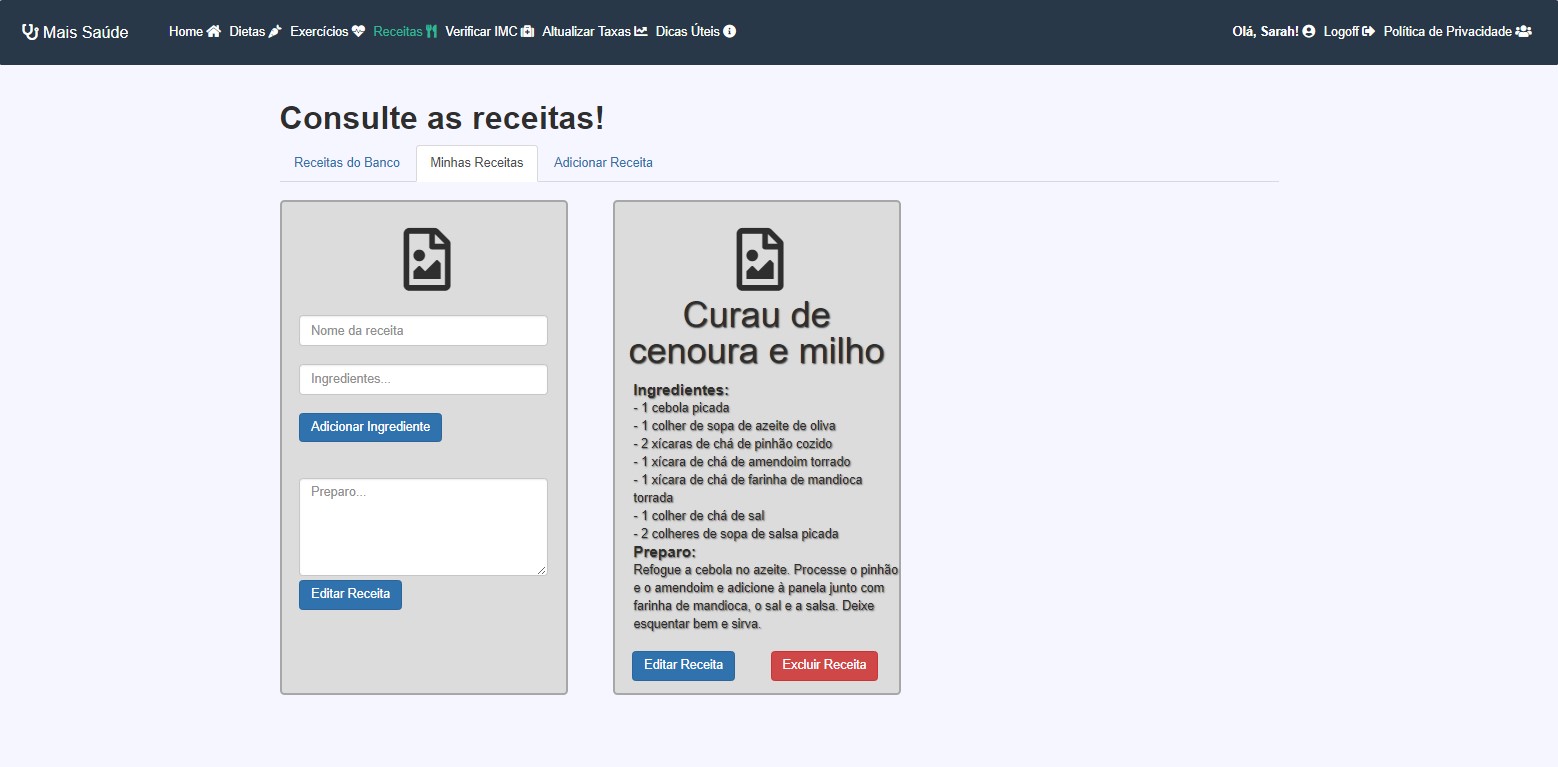 Mais Saúde Home Dietas Exercícios Receitas Verificar IMC Altualizar Taxas Dicas Úteis Olá, Sarah! Logoff Política de Privacidade
Consulte as receitas!
Receitas do Banco Minhas Receitas Adicionar Receita
Nome da receita
Ingredientes...
Adicionar Ingrediente
Preparo...
Editar Receita
Curau de
cenoura e milho
Ingredientes:
- 1 cebola picada
- 1 colher de sopa de azeite de oliva
- 2 xícaras de chá de pinhão cozido
- 1 xícara de chá de amendoim torrado
- 1 xícara de chá de farinha de mandioca
torrada
- 1 colher de chá de sal
- 2 colheres de sopa de salsa picada
Preparo:
Refogue a cebola no azeite. Processe o pinhão
e o amendoim e adicione à panela junto com
farinha de mandioca, o sal e a salsa. Deixe
esquentar bem e sirva.
Editar Receita Excluir Receita